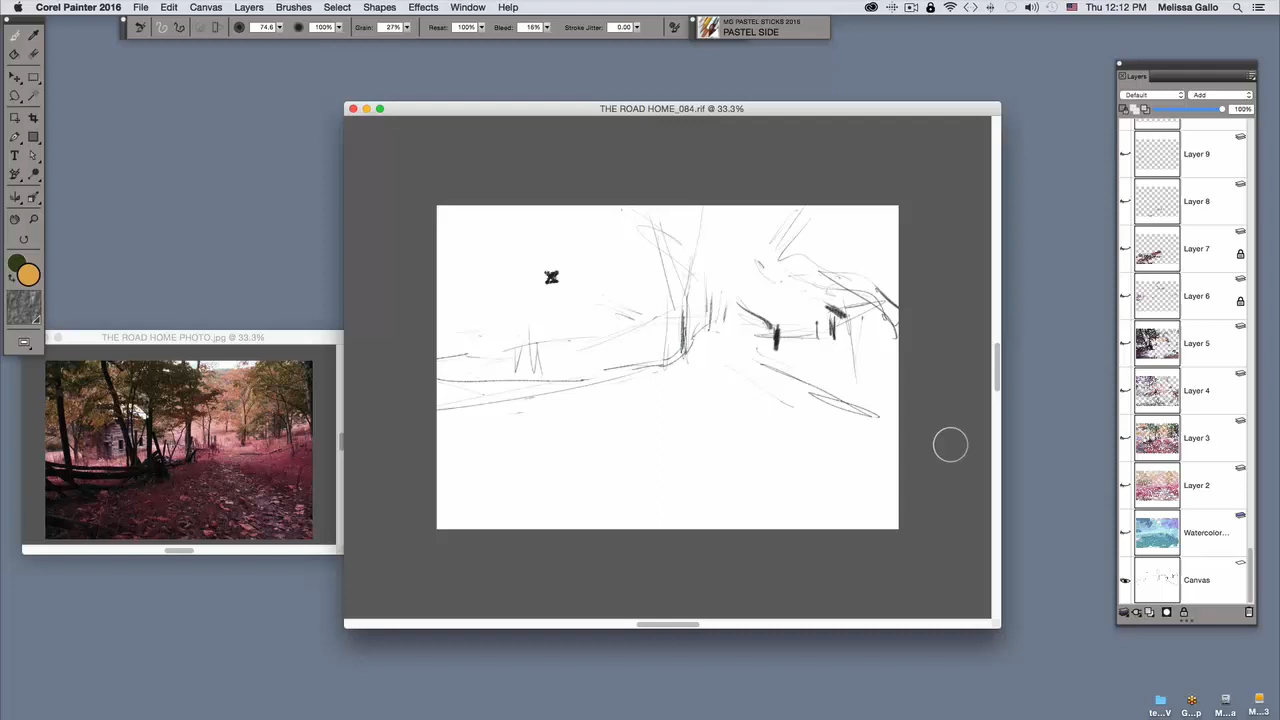 Corel Painter 2016 File Edit Canvas Layers Brushes Select Shapes Effects Window Help Thu 12:12 PM Melissa Gallo
74.6 100% Grain: 27% Reset: 100% Bleed: 16% Stroke Jitter: 0.00
MG PASTEL STICKS 2016
PASTEL SIDE
Layers
Default Add
100%
THE ROAD HOME_084.rif @ 33.3%
THE ROAD HOME PHOTO.jpg @ 33.3%
Layer 9
Layer 8
Layer 7
Layer 6
Layer 5
Layer 4
Layer 3
Layer 2
Watercolor...
Canvas
te...V G...p M...a M...3